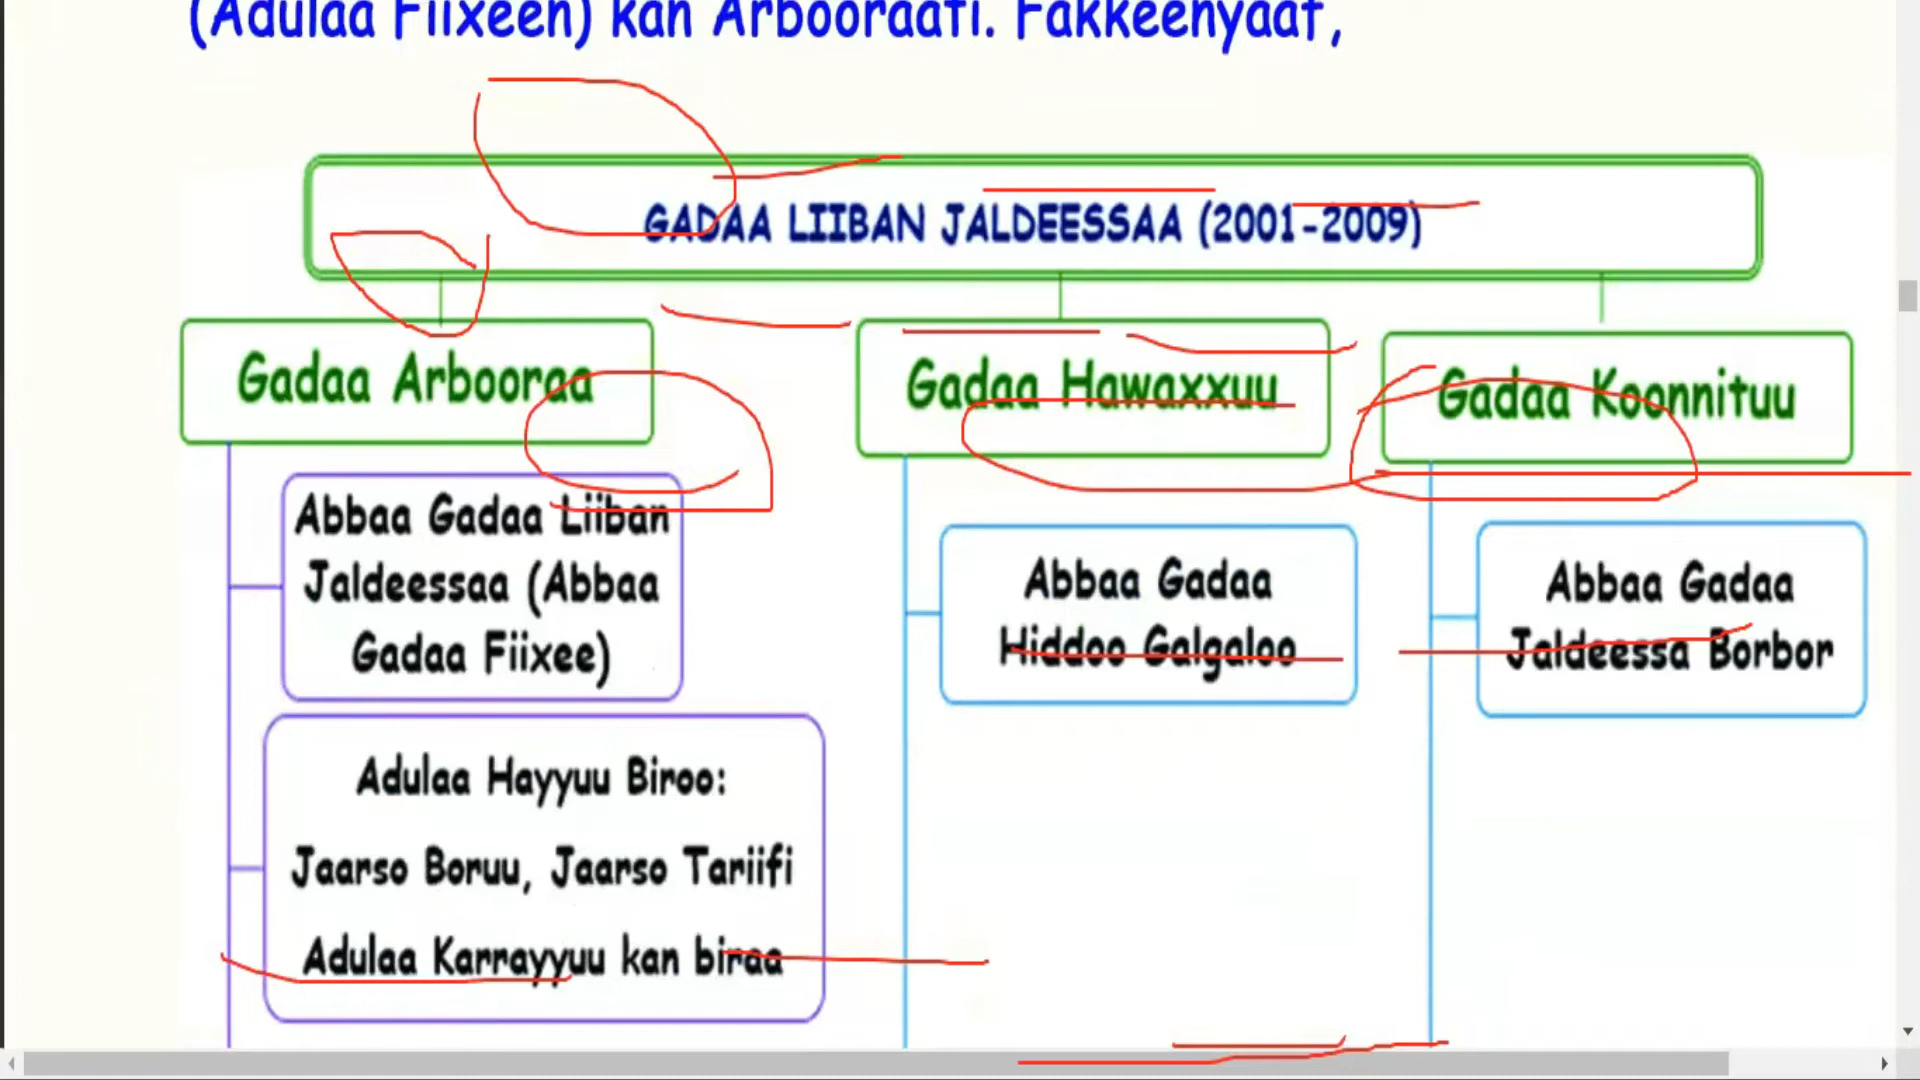 (Adulaa Fiixeen) kan Arbooraati. Fakkeenyaaf,
GADAA LIIBAN JALDEESSAA (2001-2009)
Gadaa Arbooraa
Abbaa Gadaa Liiban
Jaldeessaa (Abbaa
Gadaa Fiixee)
Adulaa Hayyuu Biroo:
Jaarso Boruu, Jaarso Tariifi
Adulaa Karrayyuu kan biraa
Gadaa Hawaxxuu
Abbaa Gadaa
Hiddoo Galgaloo
Gadaa Koonnituu
Abbaa Gadaa
Jaldeessa Borbor